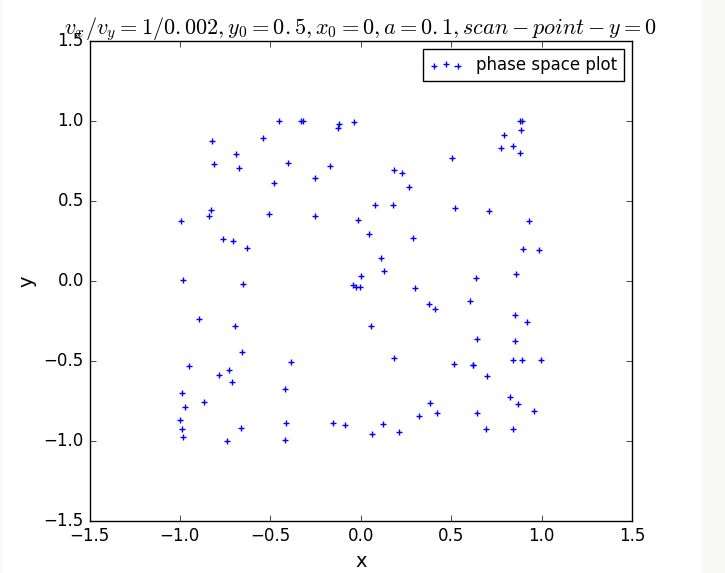 v_x/v_y = 1/0.002, y_0 = 0.5, x_0 = 0, a = 0.1, scan − point − y = 0
1.5
phase space plot
1.0
0.5
0.0
−0.5
−1.0
−1.5
y
−1.5 −1.0 −0.5 0.0 0.5 1.0 1.5
x